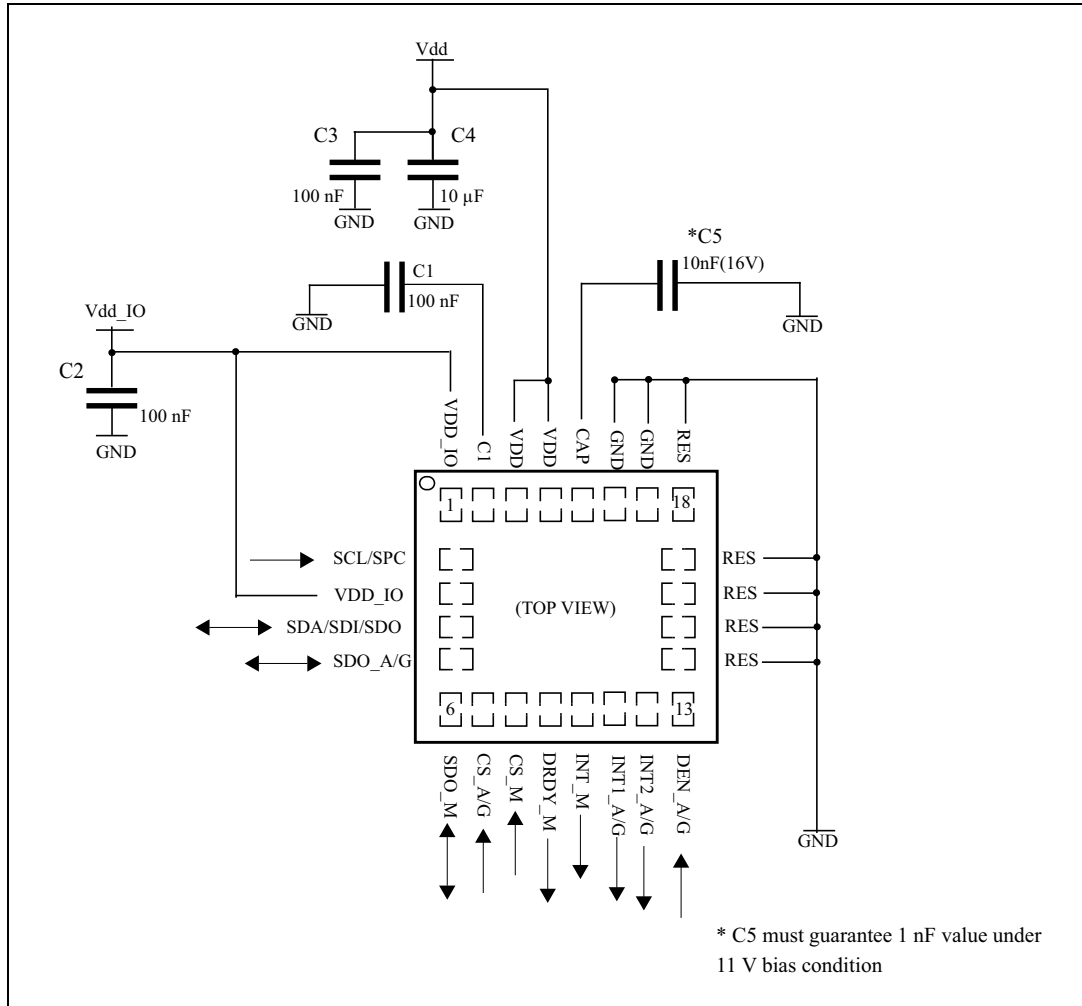 Vdd
C3
C4
100 nF
10 µF
GND
GND
*C5
10nF(16V)
C1
100 nF
GND
GND
Vdd_IO
C2
100 nF
GND
VDD_IO
C1
VDD
VDD
CAP
GND
GND
RES
1
18
SCL/SPC
VDD_IO
SDA/SDI/SDO
SDO_A/G
(TOP VIEW)
RES
RES
RES
RES
6
13
SDO_M
CS_A/G
CS_M
DRDY_M
INT_M
INT1_A/G
INT2_A/G
DEN_A/G
GND
* C5 must guarantee 1 nF value under
11 V bias condition